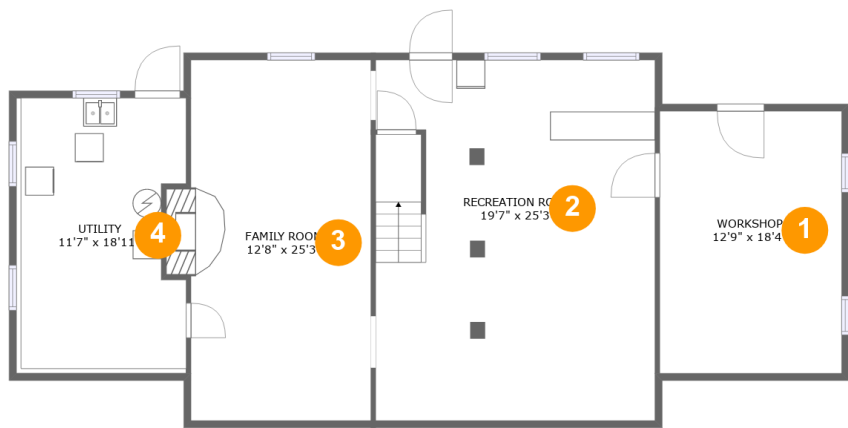 UTILITY
11'7" x 18'11
4
FAMILY ROOM
12'8" x 25'3
3
RECREATION RO
19'7" x 25'3
2
WORKSHOP
12'9" x 18'4
1